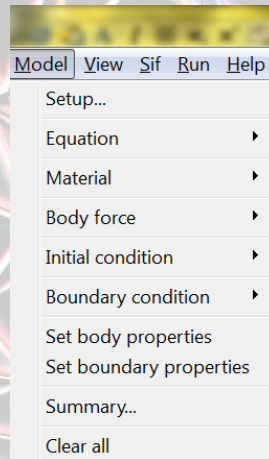 Model View Sif Run Help
Setup...
Equation
Material
Body force
Initial condition
Boundary condition
Set body properties
Set boundary properties
Summary...
Clear all